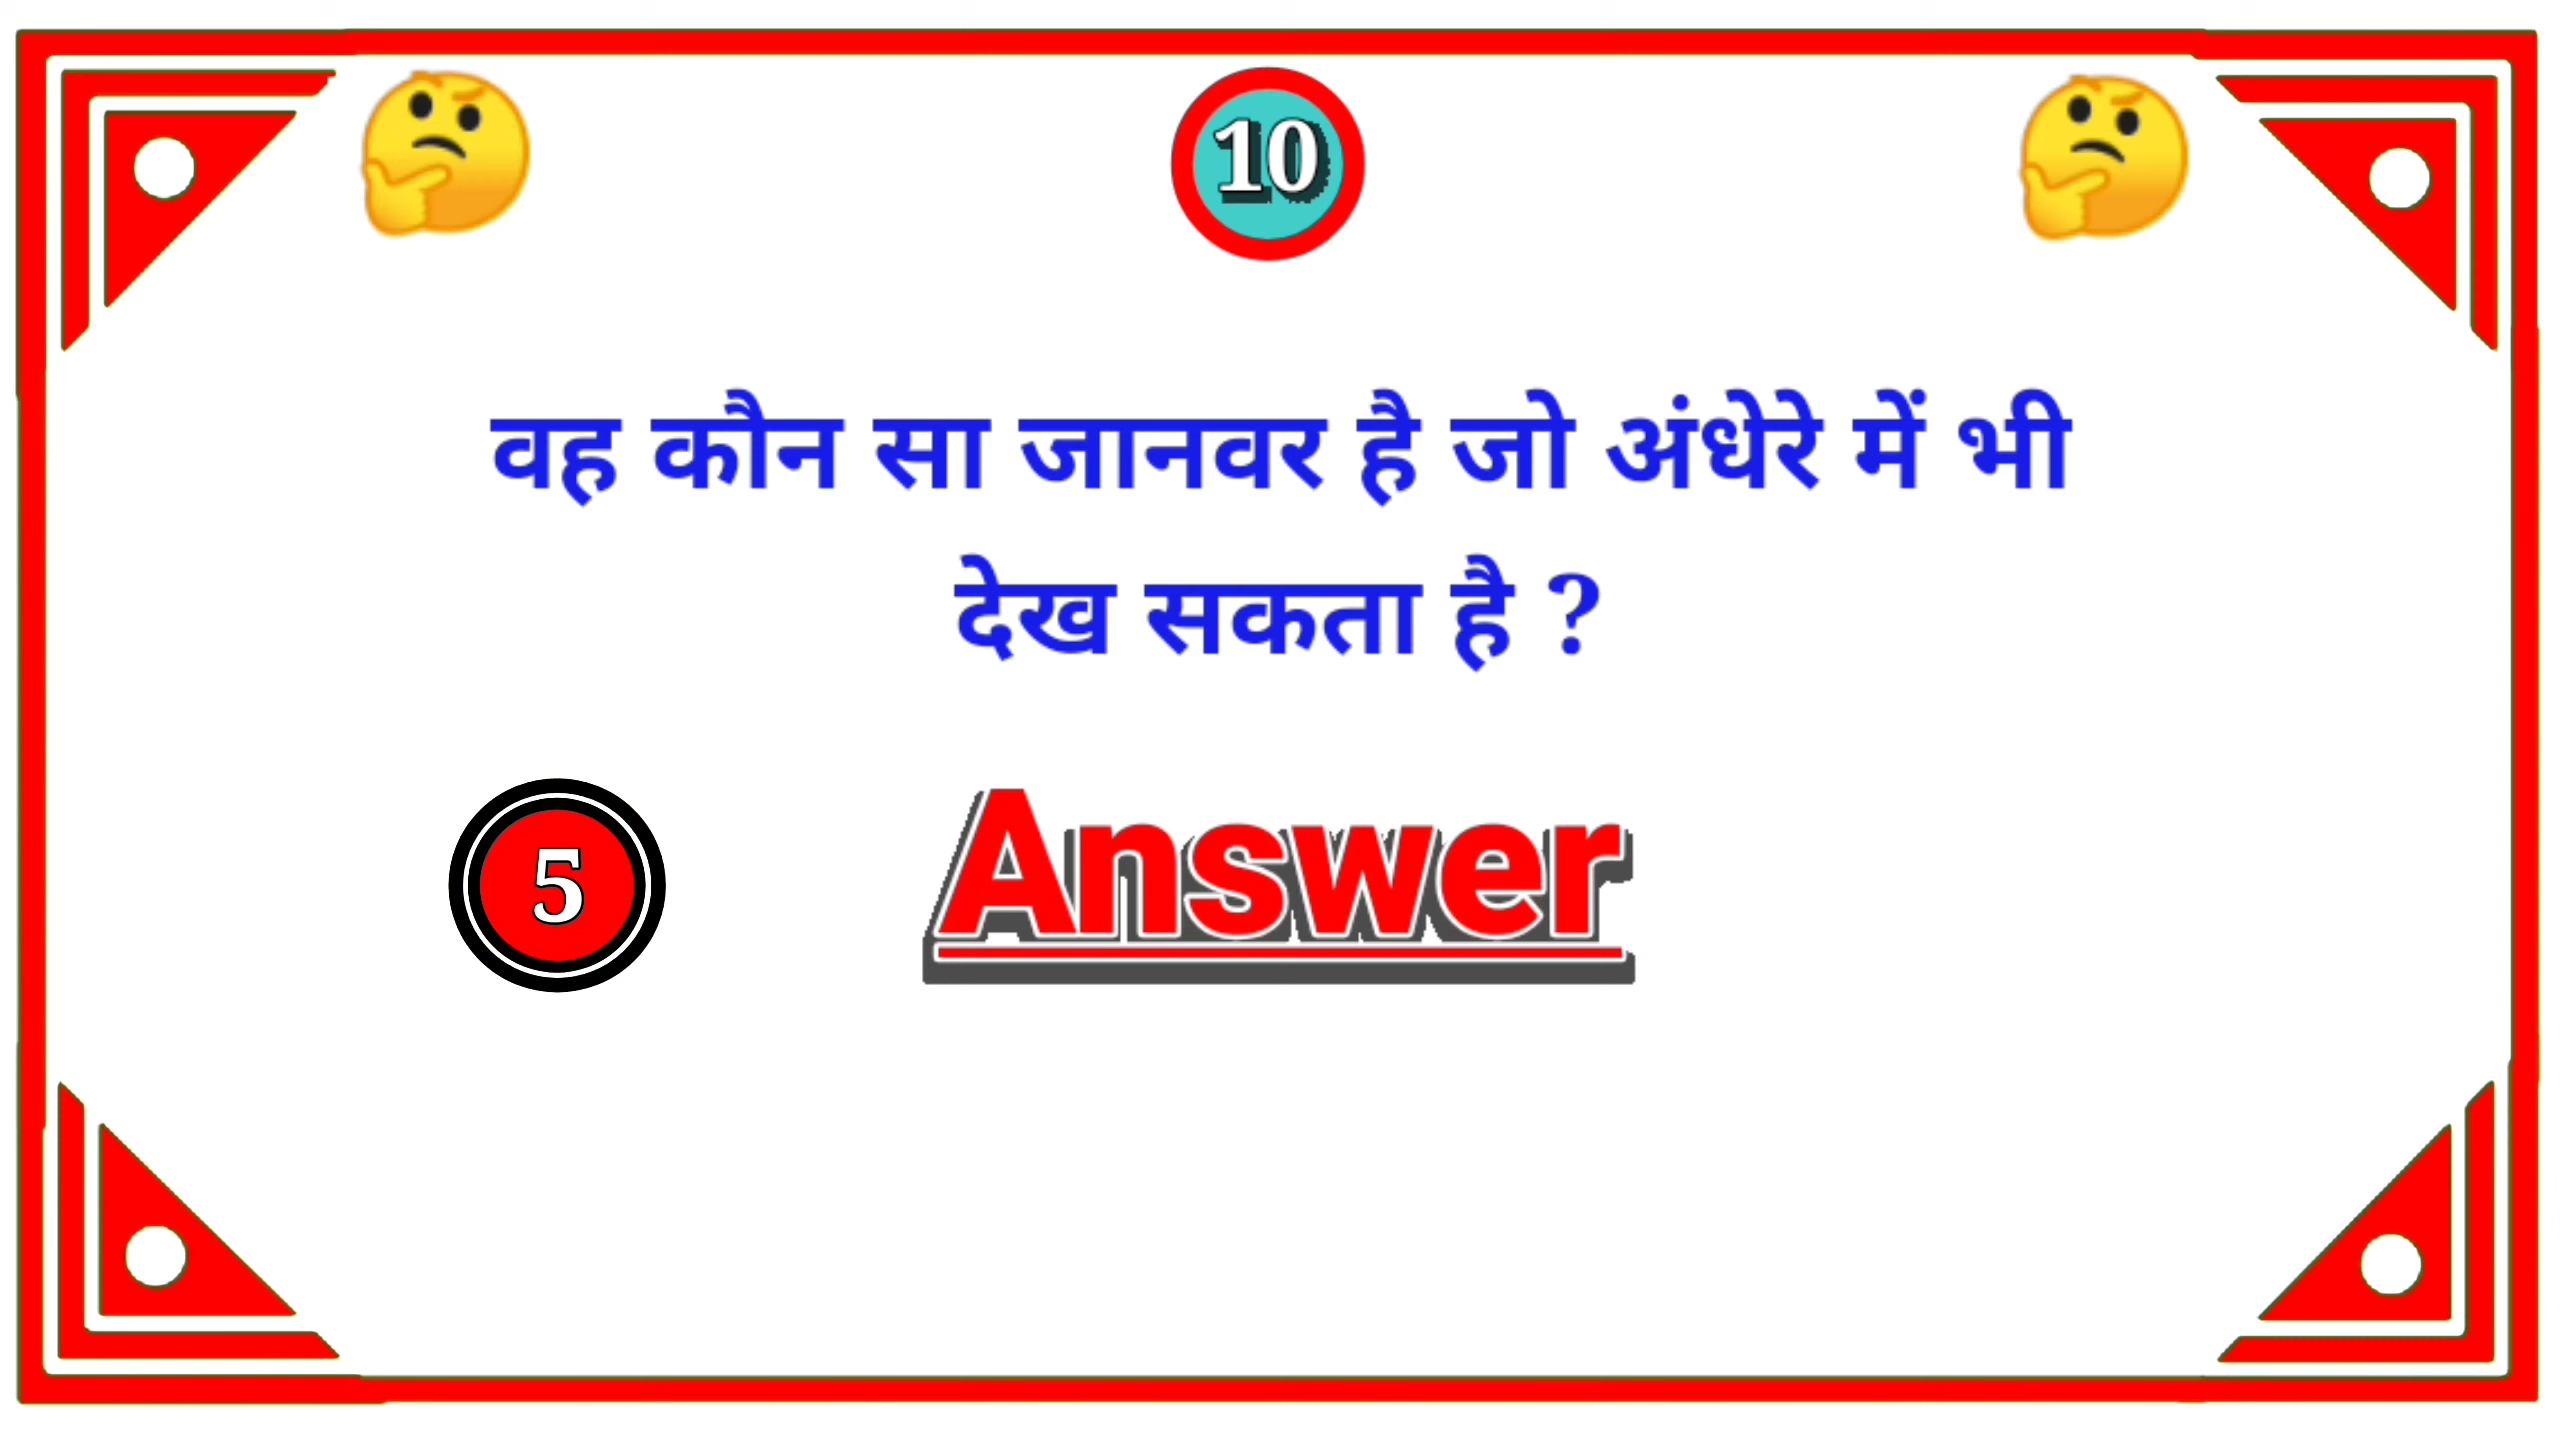 10
वह कौन सा जानवर है जो अंधेरे में भी
देख सकता है ?
5
Answer